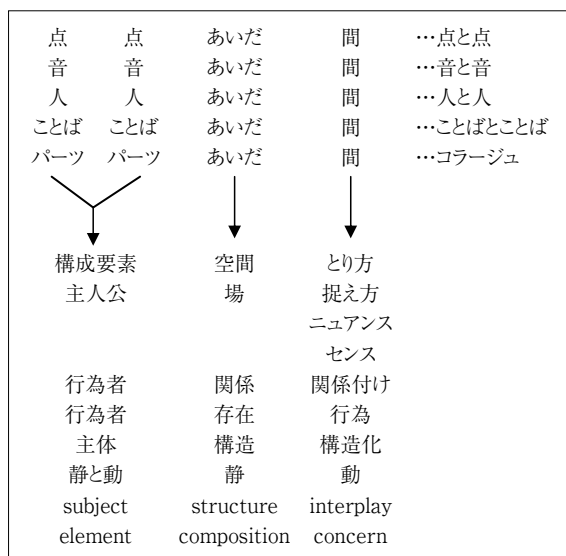 点 点 あいだ 間 …点と点
音 音 あいだ 間 …音と音
人 人 あいだ 間 …人と人
ことば ことば あいだ 間 …ことばとことば
パーツ パーツ あいだ 間 …コラージュ
構成要素 空間 とり方
主人公 場 捉え方
ニュアンス
センス
行為者 関係 関係付け
行為者 存在 行為
主体 構造 構造化
静と動 静 動
subject structure interplay
element composition concern